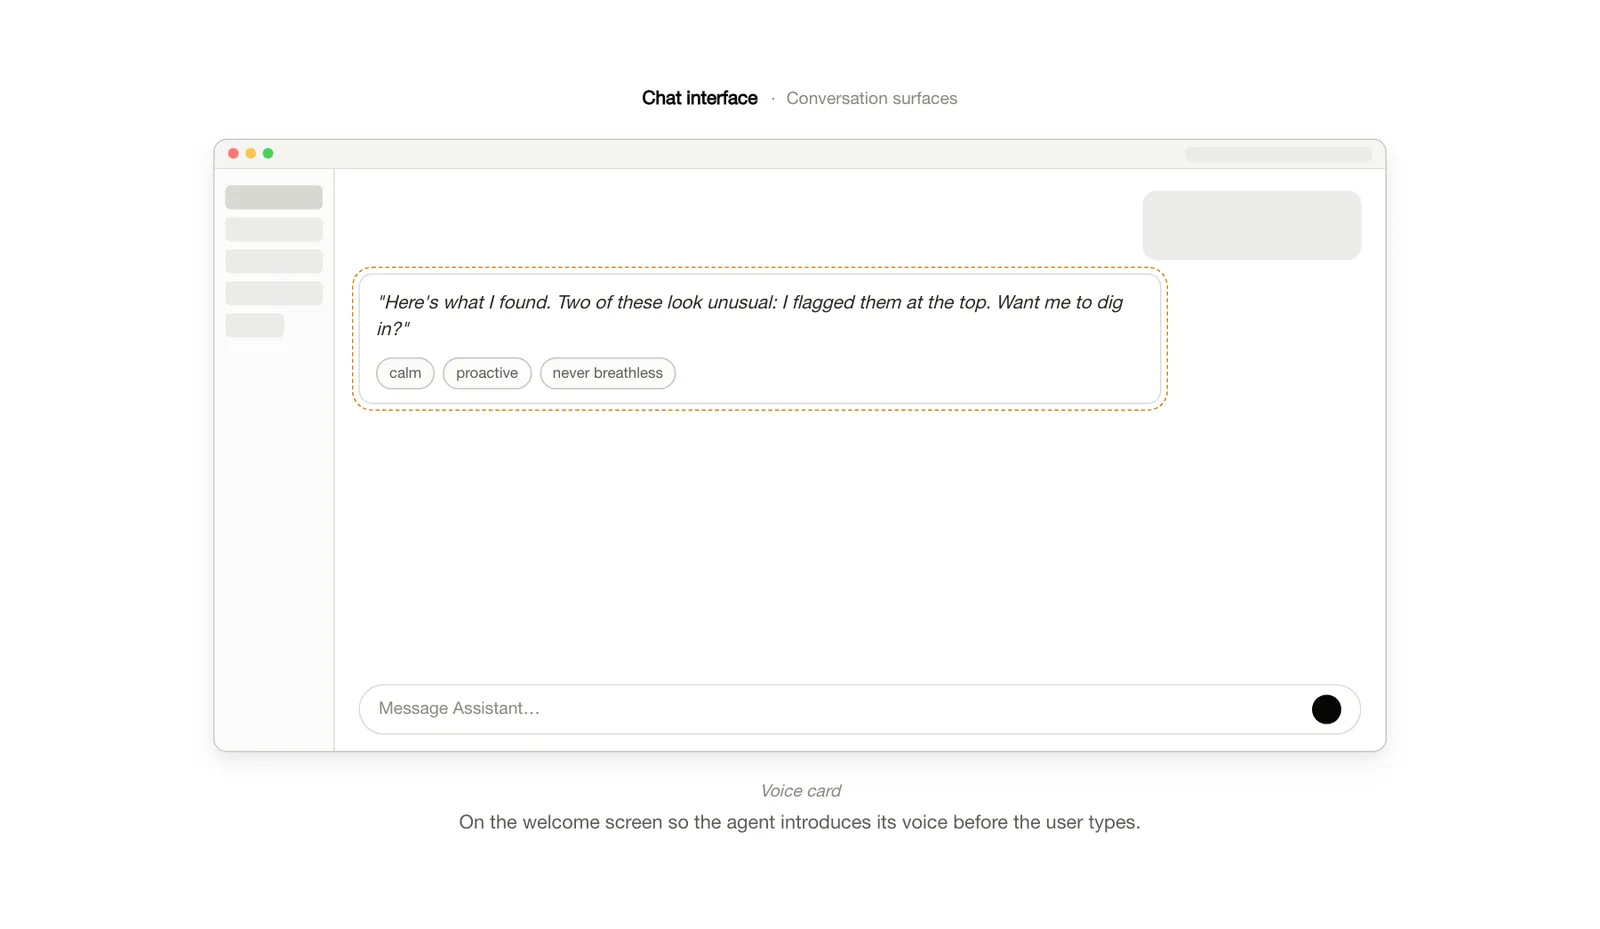 Chat interface · Conversation surfaces
"Here's what I found. Two of these look unusual: I flagged them at the top. Want me to dig
in?"
calm proactive never breathless
Message Assistant…
Voice card
On the welcome screen so the agent introduces its voice before the user types.